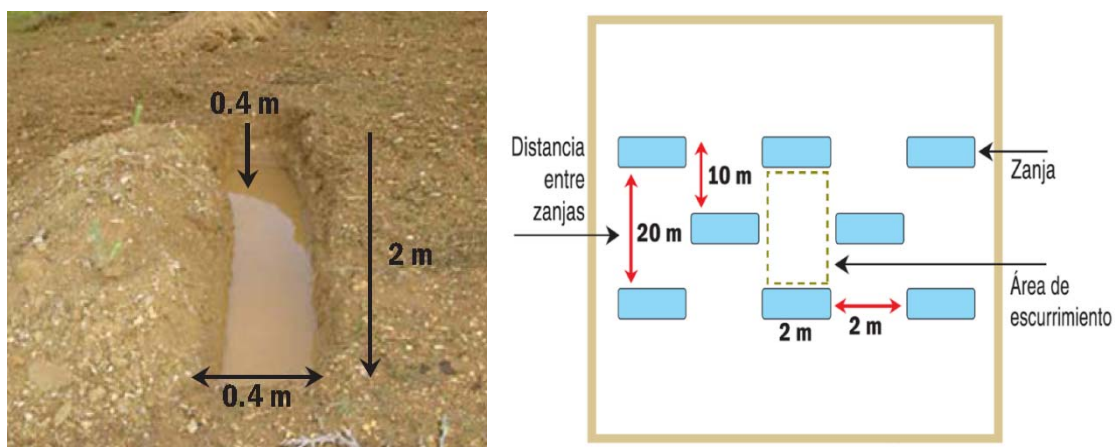 0.4 m
2 m
0.4 m
Distancia
entre
zanjas
10 m
20 m
Zanja
Área de
escurrimiento
2 m
2 m